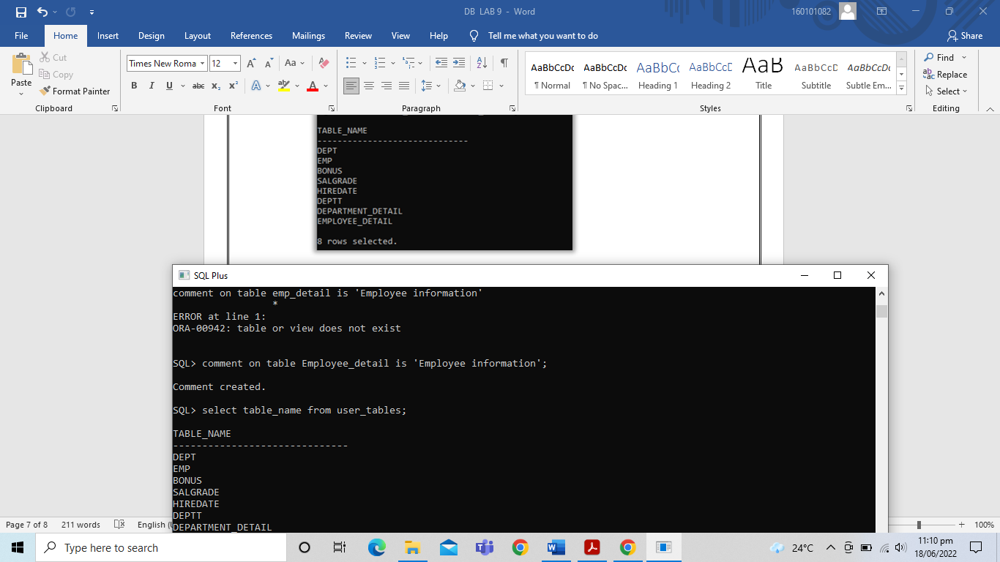 DB LAB 9 - Word
160101082
File Home Insert Design Layout References Mailings Review View Help Tell me what you want to do Share
Paste
Cut
Copy
Format Painter
Clipboard
Times New Roma 12 A A Aa
B I U abc x₂ x² A ab A
Font
Paragraph
AaBbCcDc AaBbCcDc AaBbCc AaBbCcD AaB AaBbCcD AaBbCcDc
¶ Normal ¶ No Spac... Heading 1 Heading 2 Title Subtitle Subtle Em...
Styles
Find
Replace
Select
Editing
TABLE_NAME
------------------------------
DEPT
EMP
BONUS
SALGRADE
HIREDATE
DEPTT
DEPARTMENT_DETAIL
EMPLOYEE_DETAIL
8 rows selected.
SQL Plus
comment on table emp_detail is 'Employee information'
*
ERROR at line 1:
ORA-00942: table or view does not exist
SQL> comment on table Employee_detail is 'Employee information';
Comment created.
SQL> select table_name from user_tables;
TABLE_NAME
------------------------------
DEPT
EMP
BONUS
SALGRADE
HIREDATE
DEPTT
DEPARTMENT_DETAIL
Page 7 of 8 211 words English 100%
Type here to search
24°C
11:10 pm
18/06/2022